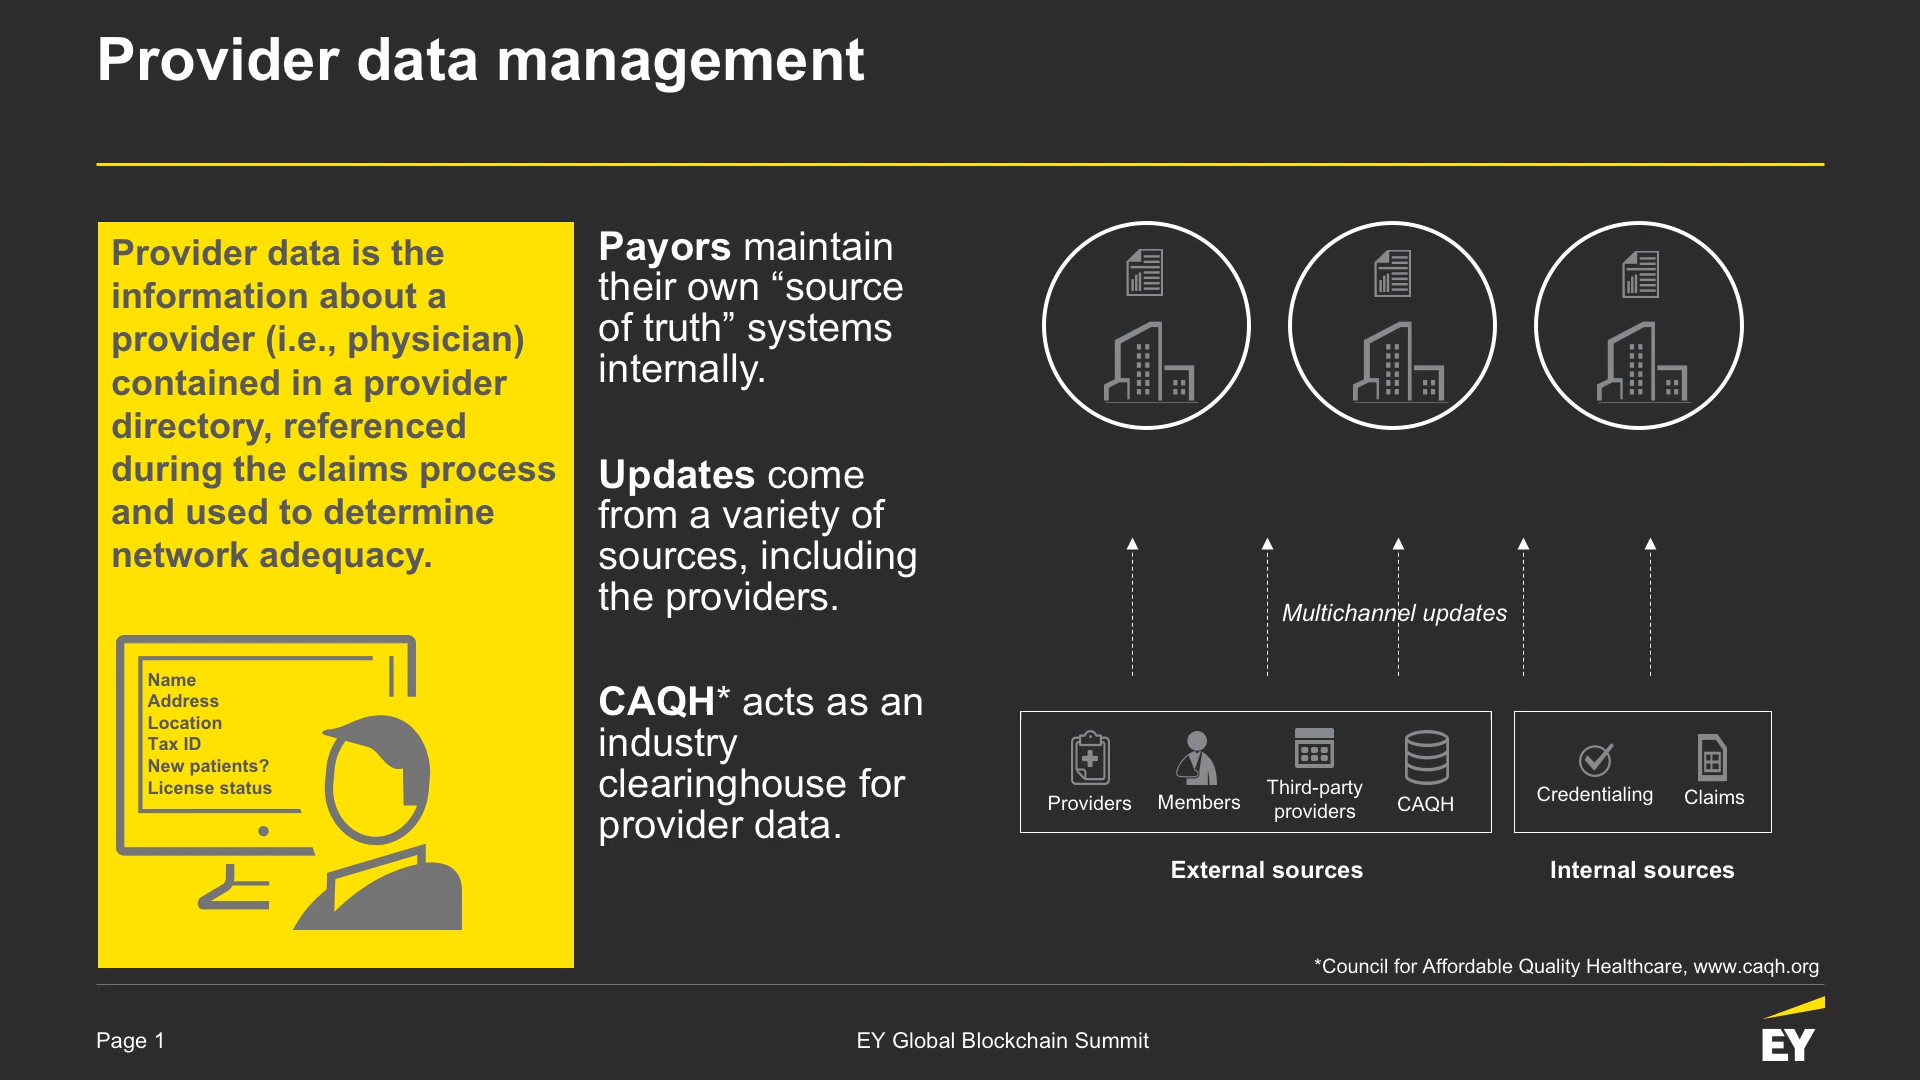 Provider data management
Provider data is the
information about a
provider (i.e., physician)
contained in a provider
directory, referenced
during the claims process
and used to determine
network adequacy.
Name
Address
Location
Tax ID
New patients?
License status
Payors maintain
their own “source
of truth” systems
internally.
Updates come
from a variety of
sources, including
the providers.
CAQH* acts as an
industry
clearinghouse for
provider data.
Multichannel updates
Providers
Members
Third-party
providers
CAQH
Credentialing
Claims
External sources
Internal sources
*Council for Affordable Quality Healthcare, www.caqh.org
Page 1
EY Global Blockchain Summit
EY